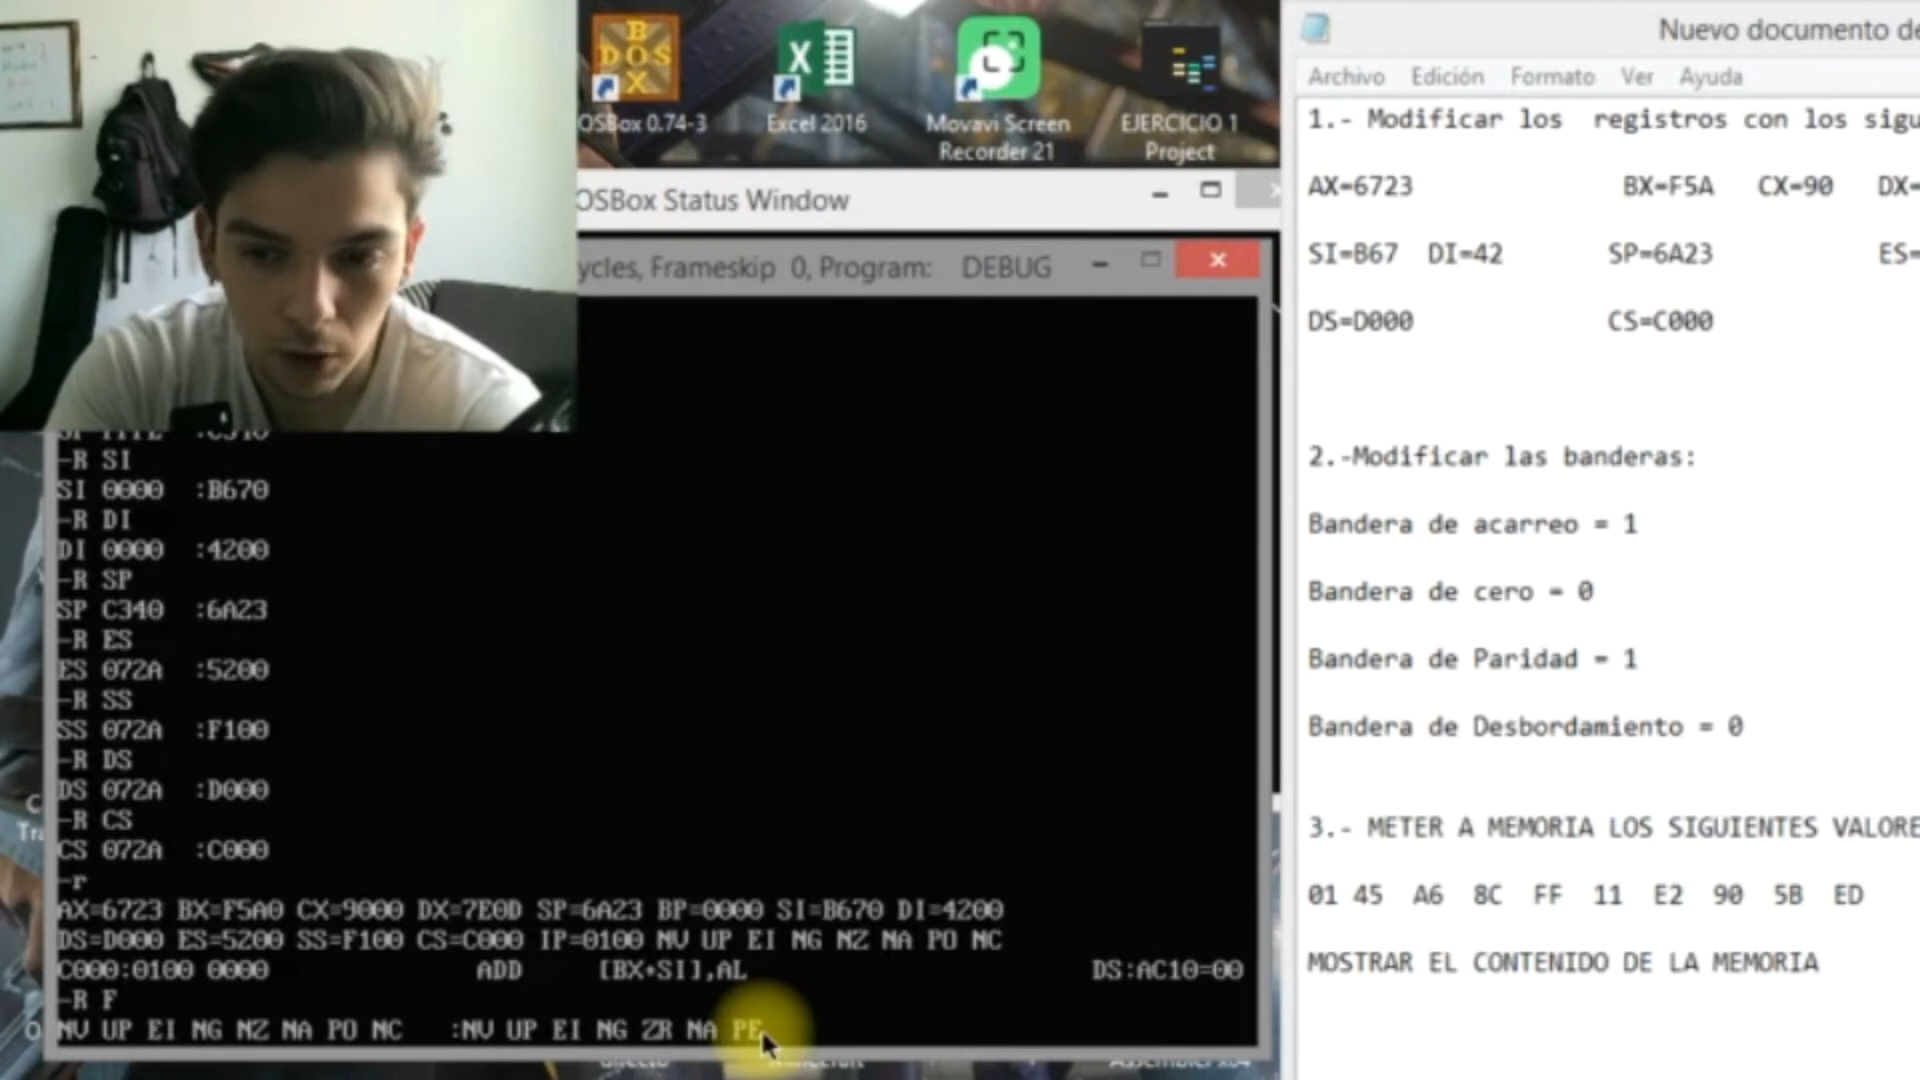 OSBox 0.74-3
Excel 2016
Movavi Screen
Recorder 21
EJERCICIO 1
Project
OSBox Status Window
ycles, Frameskip 0, Program: DEBUG
-R SI
SI 0000 :B670
-R DI
DI 0000 :4200
-R SP
SP C340 :6A23
-R ES
ES 072A :5200
-R SS
SS 072A :F100
-R DS
DS 072A :D000
-R CS
CS 072A :C000
-r
AX=6723 BX=F5A0 CX=9000 DX=7E0D SP=6A23 BP=0000 SI=B670 DI=4200
DS=D000 ES=5200 SS=F100 CS=C000 IP=0100 NV UP EI NG NZ NA PO NC
C000:0100 0000 ADD [BX+SI],AL DS:AC10=00
-R F
NV UP EI NG NZ NA PO NC :NV UP EI NG ZR NA PE
Nuevo documento de
Archivo Edición Formato Ver Ayuda
1.- Modificar los registros con los sigu
AX=6723 BX=F5A CX=90 DX=
SI=B67 DI=42 SP=6A23 ES=
DS=D000 CS=C000
2.-Modificar las banderas:
Bandera de acarreo = 1
Bandera de cero = 0
Bandera de Paridad = 1
Bandera de Desbordamiento = 0
3.- METER A MEMORIA LOS SIGUIENTES VALORE
01 45 A6 8C FF 11 E2 90 5B ED
MOSTRAR EL CONTENIDO DE LA MEMORIA